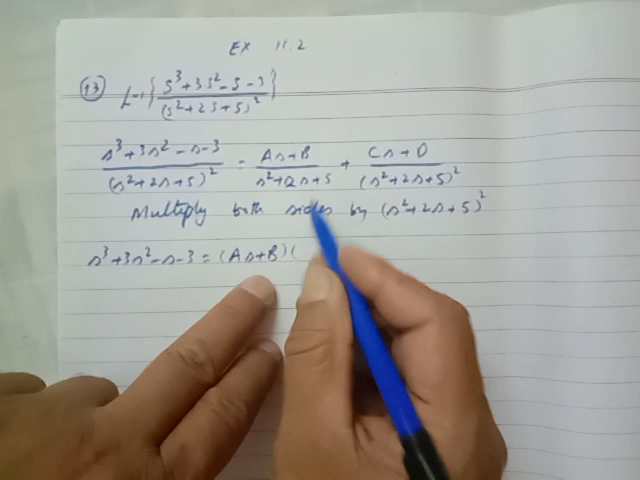 EX 11.2
(13) L⁻¹{ (s³+3s²-s-3)/(s²+2s+5)² }
(s³+3s²-s-3)/(s²+2s+5)² = (As+B)/(s²+2s+5) + (Cs+D)/(s²+2s+5)²
Multiply both sides by (s²+2s+5)²
s³+3s²-s-3 = (As+B)(